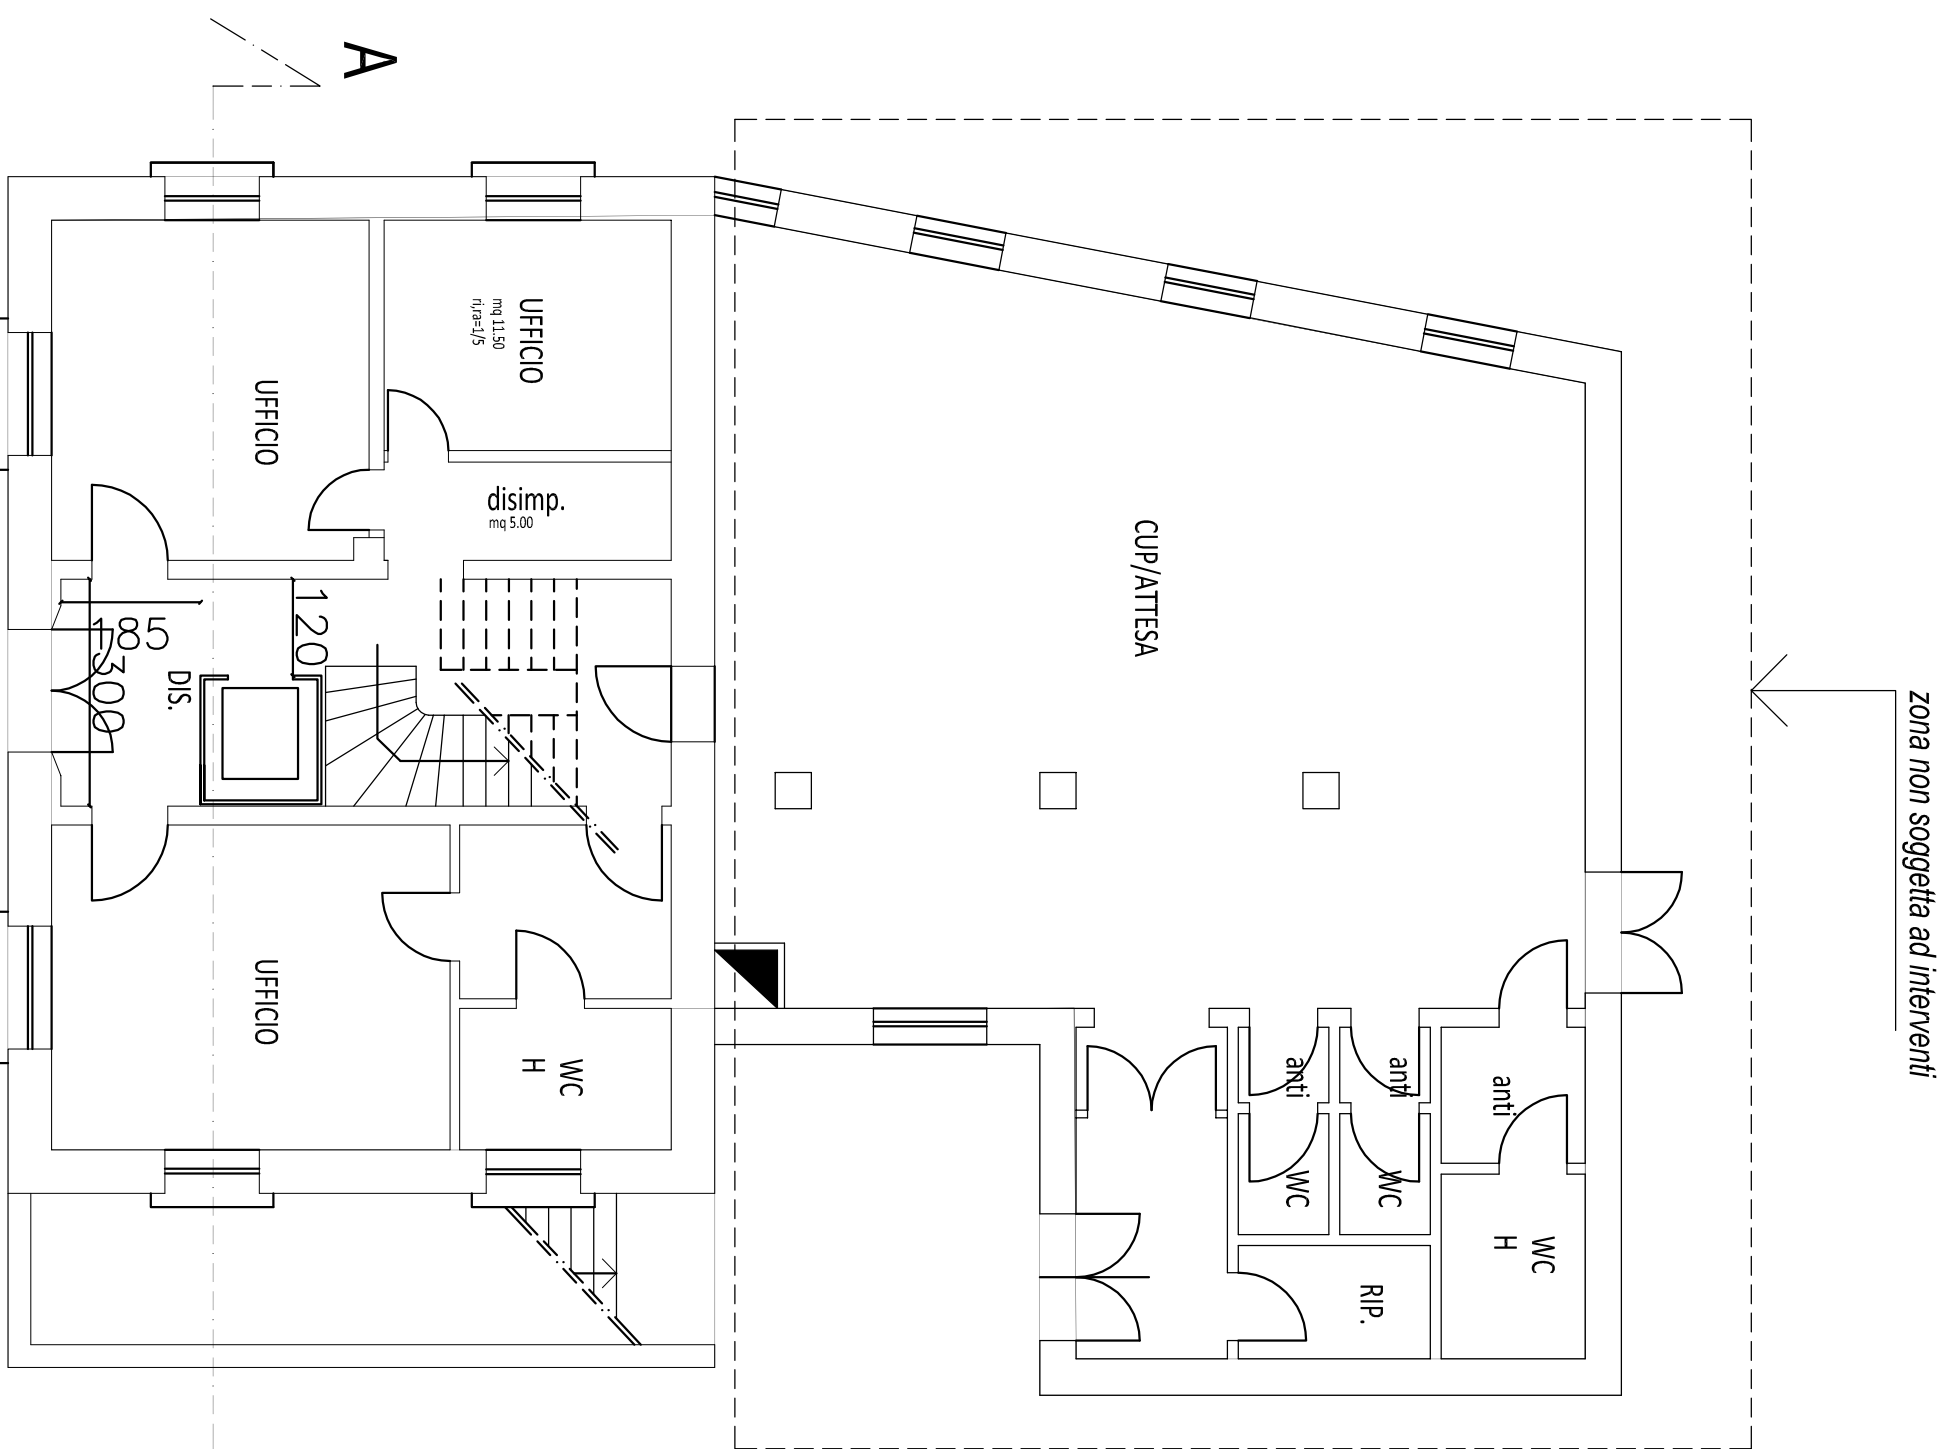 A
UFFICIO
mq 11.50
ri,ra=1/5
UFFICIO
disimp.
mq 5.00
CUP/ATTESA
120
185
300
DIS.
zona non soggetta ad interventi
UFFICIO
WC
H
anti
anti
anti
WC
WC
WC
H
RIP.